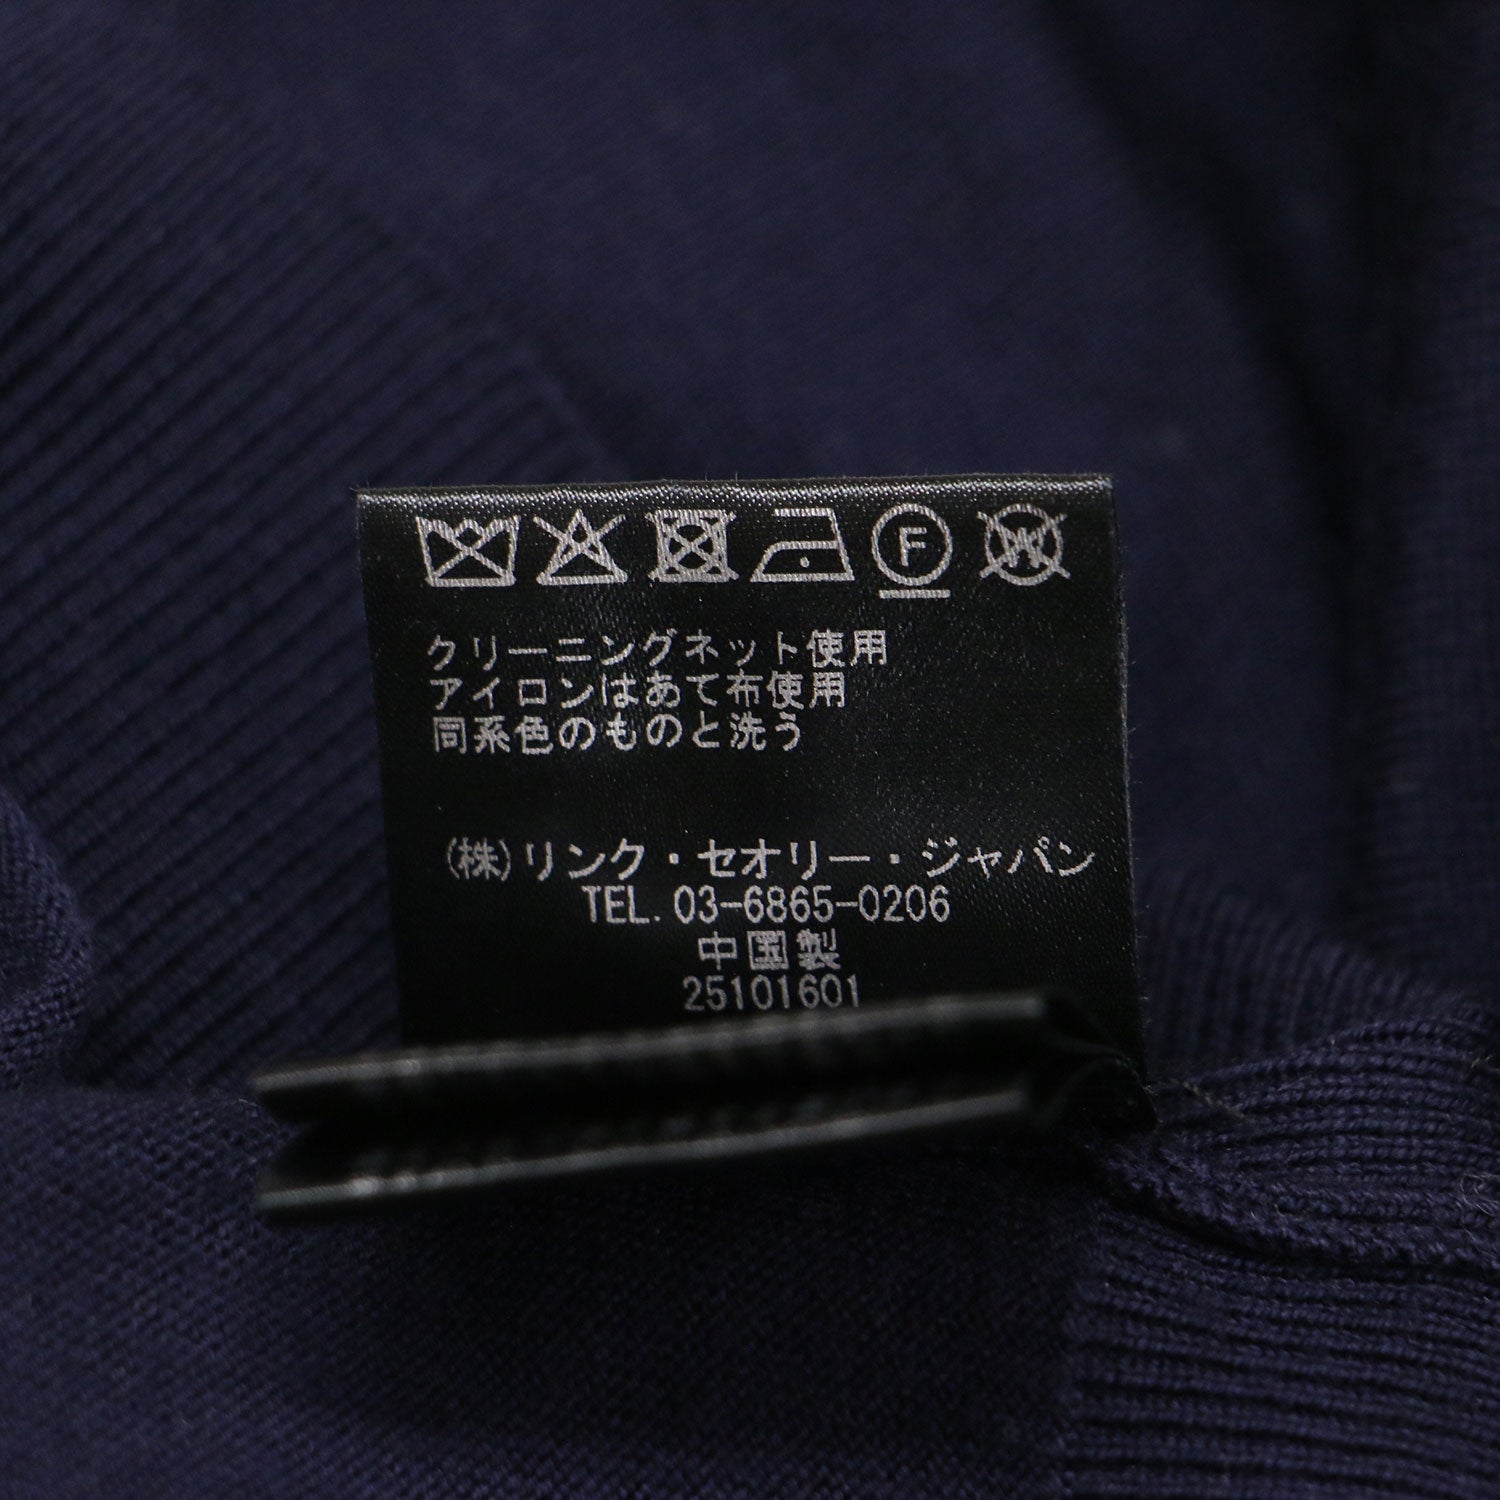 F W
クリーニングネット使用
アイロンはあて布使用
同系色のものと洗う
(株)リンク・セオリー・ジャパン
TEL. 03-6865-0206
中国製
25101601